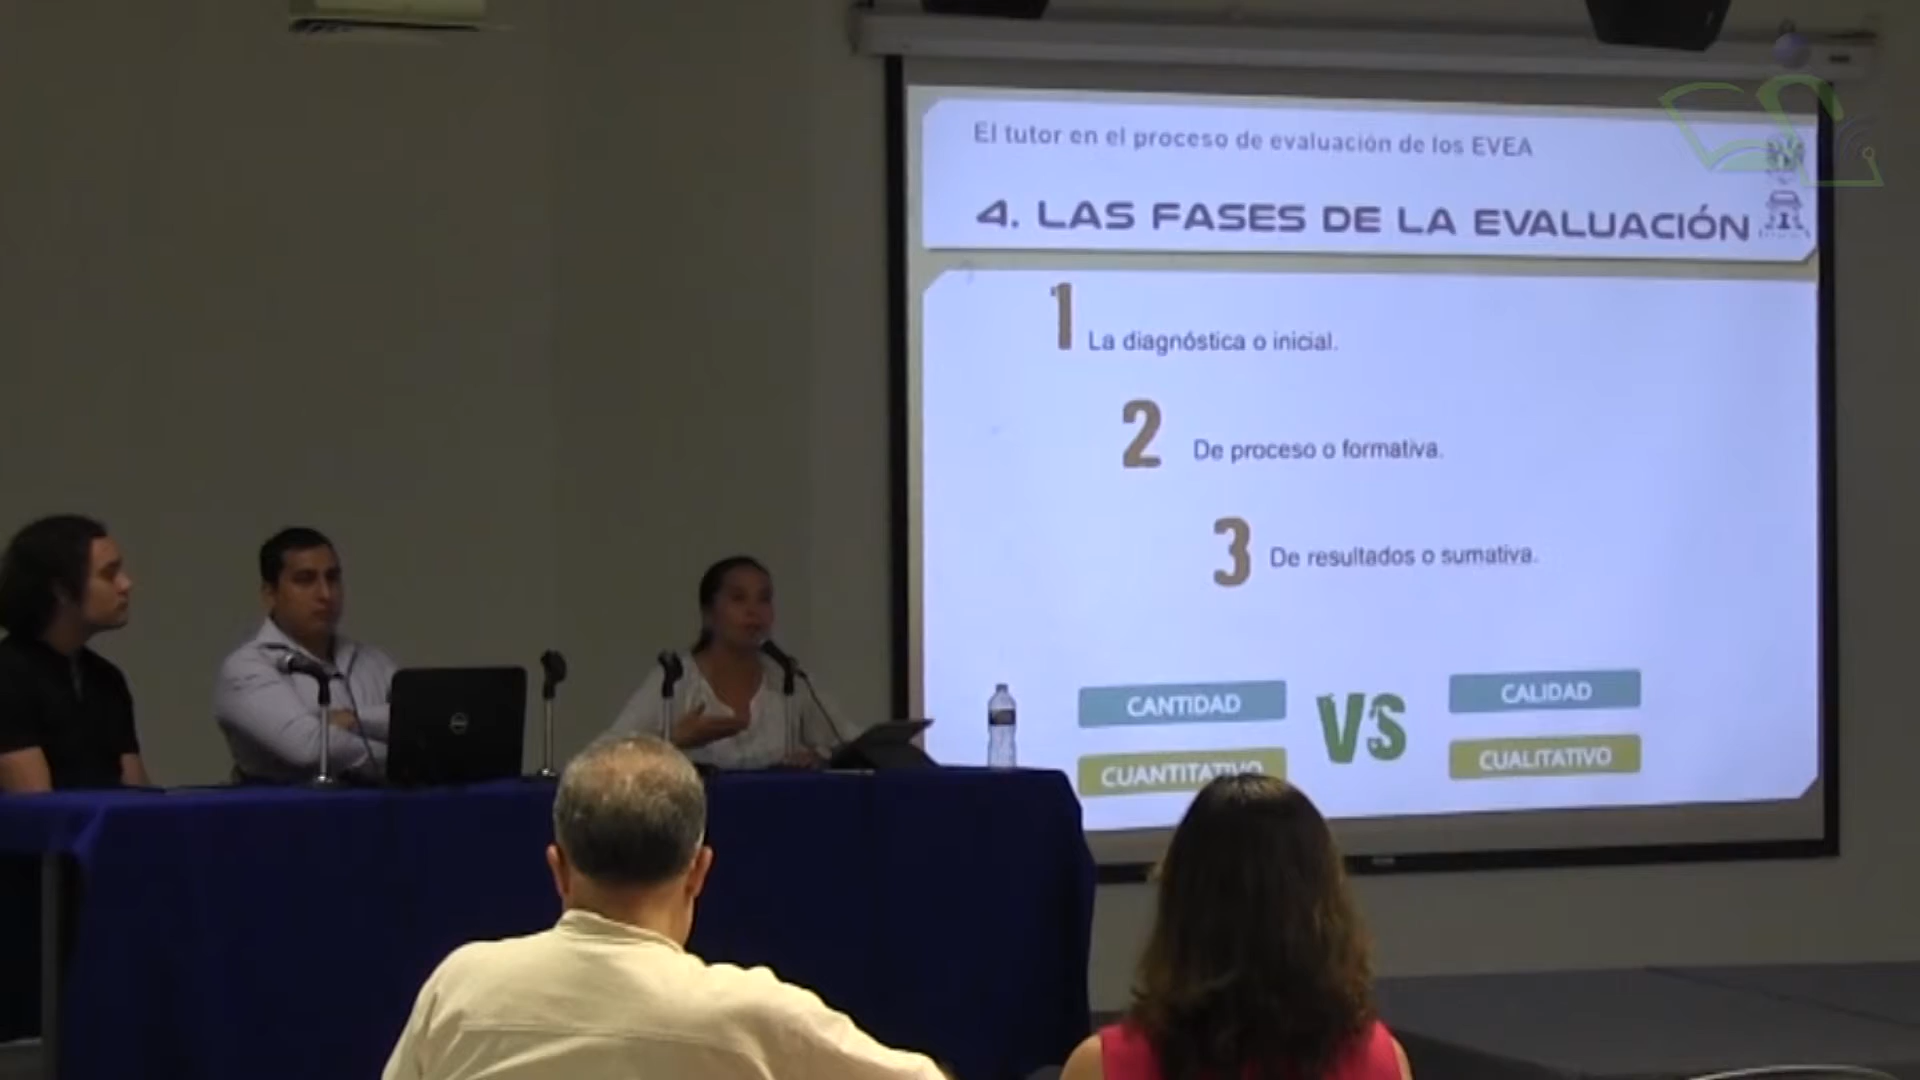 El tutor en el proceso de evaluación de los EVEA
4. LAS FASES DE LA EVALUACIÓN
1 La diagnóstica o inicial.
2 De proceso o formativa.
3 De resultados o sumativa.
CANTIDAD VS CALIDAD
CUANTITATIVO CUALITATIVO